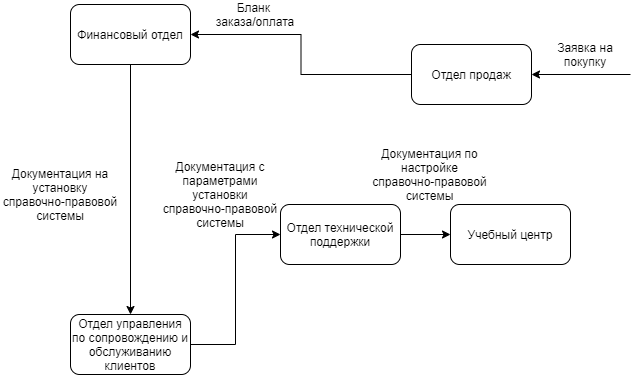 Бланк
заказа/оплата
Финансовый отдел
Заявка на
покупку
Отдел продаж
Документация на
установку
справочно-правовой
системы
Документация с
параметрами
установки
справочно-правовой
системы
Документация по
настройке
справочно-правовой
системы
Отдел технической
поддержки
Учебный центр
Отдел управления
по сопровождению и
обслуживанию
клиентов